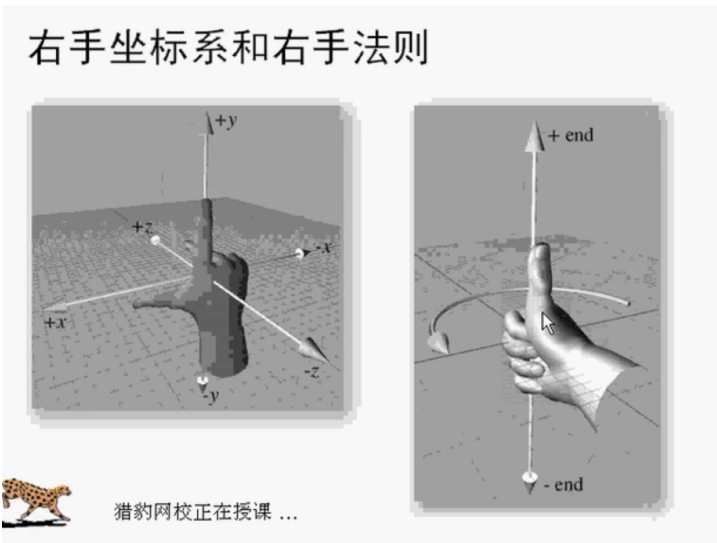 右手坐标系和右手法则
+y
+z
-x
+x
-z
-y
+ end
- end
猎豹网校正在授课 ...